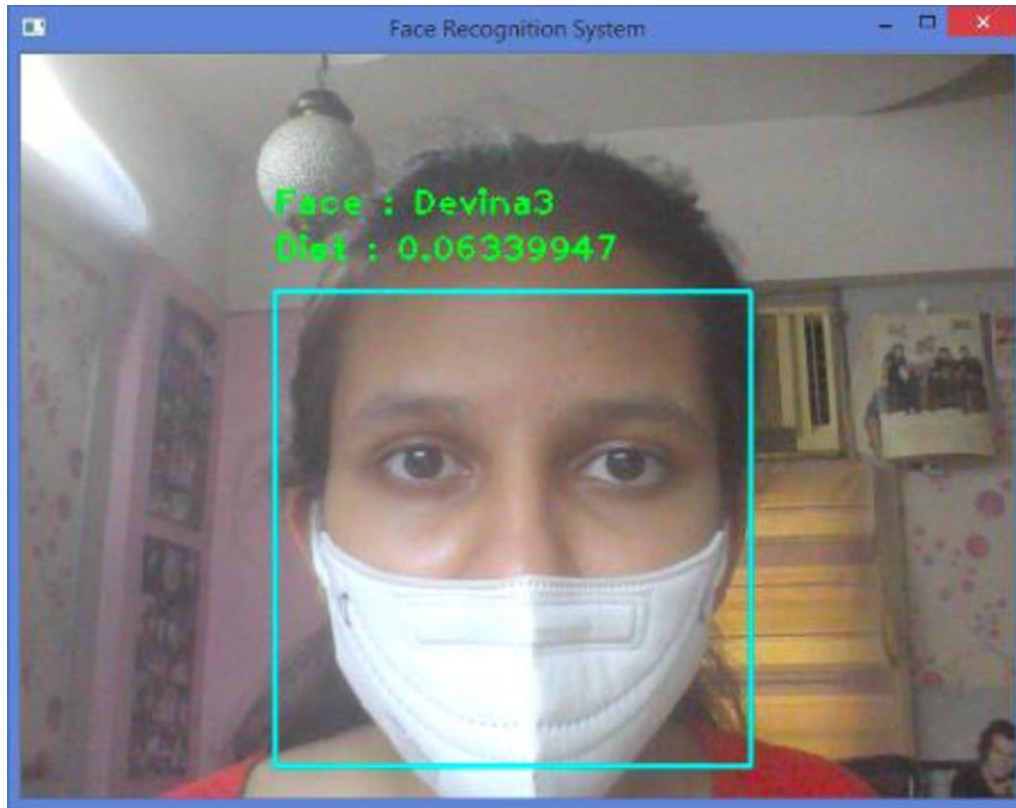 Face Recognition System
Face : Devina3
Dist : 0.06339947